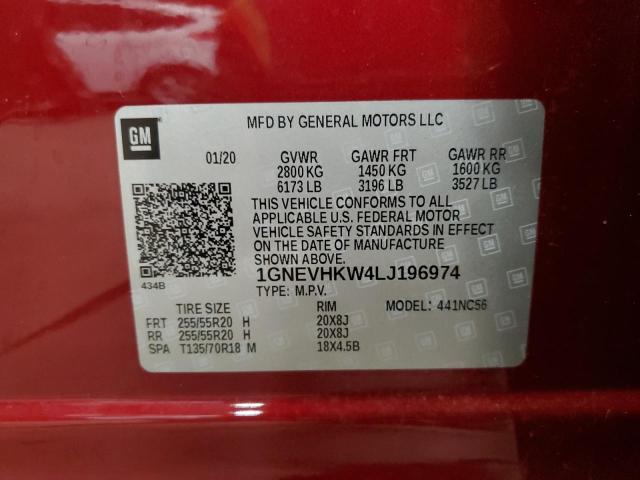 GM
MFD BY GENERAL MOTORS LLC
01/20 GVWR GAWR FRT GAWR RR
2800 KG 1450 KG 1600 KG
6173 LB 3196 LB 3527 LB
THIS VEHICLE CONFORMS TO ALL
APPLICABLE U.S. FEDERAL MOTOR
VEHICLE SAFETY STANDARDS IN EFFECT
ON THE DATE OF MANUFACTURE
SHOWN ABOVE.
434B
1GNEVHKW4LJ196974
TYPE: M.P.V. MODEL: 441NC56
TIRE SIZE RIM
FRT 255/55R20 H 20X8J
RR 255/55R20 H 20X8J
SPA T135/70R18 M 18X4.5B